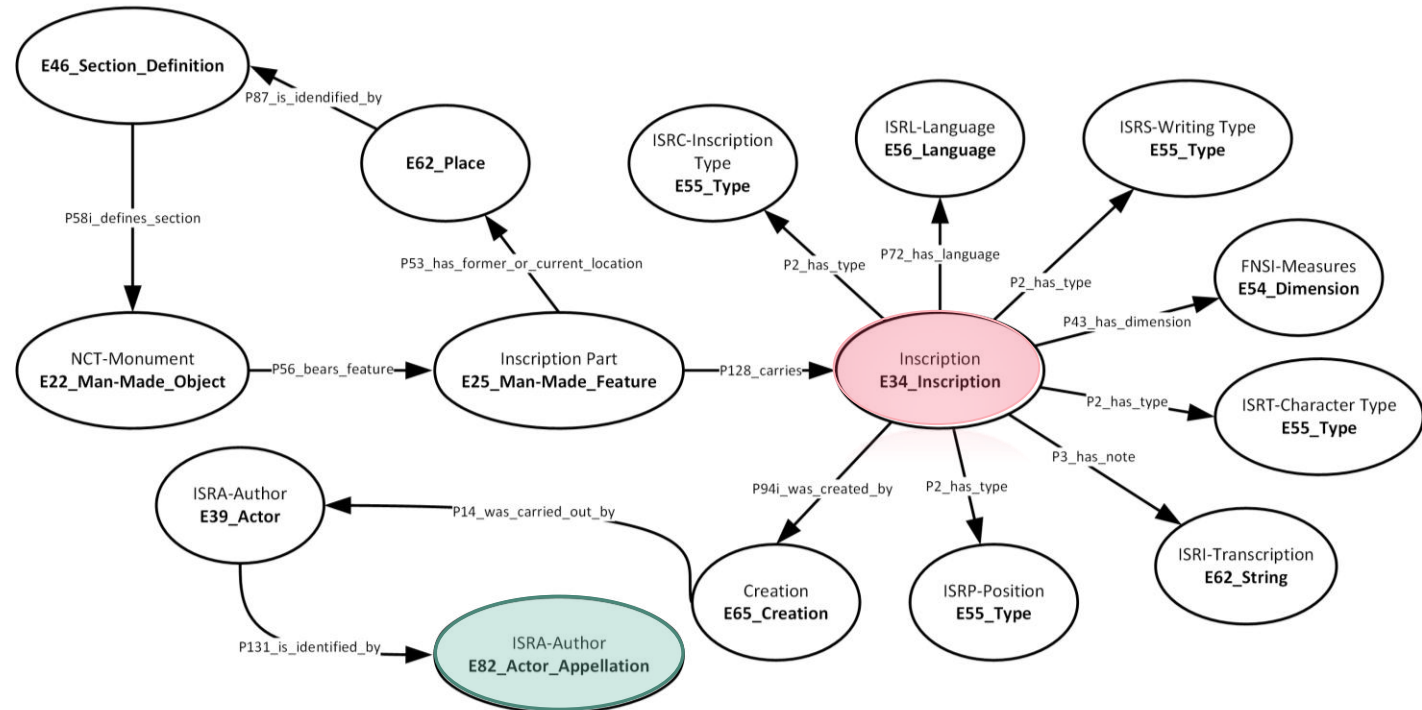 E46_Section_Definition
P87_is_idendified_by
E62_Place
P58i_defines_section
P53_has_former_or_current_location
NCT-Monument
E22_Man-Made_Object
P56_bears_feature
Inscription Part
E25_Man-Made_Feature
P128_carries
Inscription
E34_Inscription
ISRC-Inscription
Type
E55_Type
P2_has_type
ISRL-Language
E56_Language
P72_has_language
ISRS-Writing Type
E55_Type
P2_has_type
FNSI-Measures
E54_Dimension
P43_has_dimension
P2_has_type
ISRT-Character Type
E55_Type
P3_has_note
ISRI-Transcription
E62_String
P2_has_type
ISRP-Position
E55_Type
P94i_was_created_by
Creation
E65_Creation
P14_was_carried_out_by
ISRA-Author
E39_Actor
P131_is_identified_by
ISRA-Author
E82_Actor_Appellation